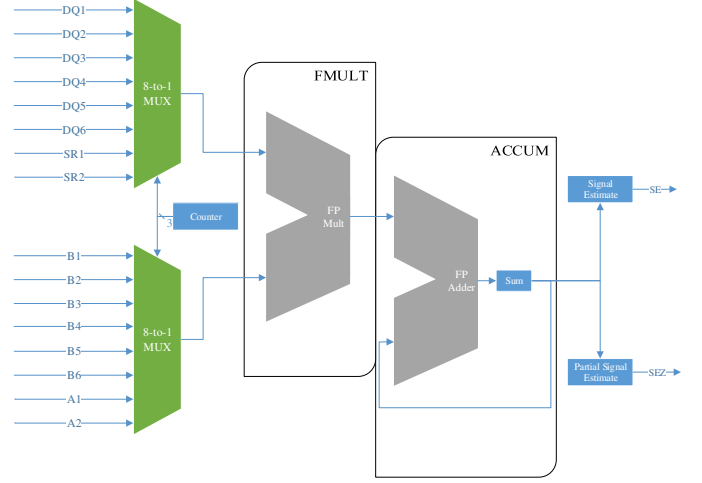 DQ1
DQ2
DQ3
DQ4
DQ5
DQ6
SR1
SR2
8-to-1
MUX
3
Counter
B1
B2
B3
B4
B5
B6
A1
A2
8-to-1
MUX
FMULT
FP
Mult
ACCUM
FP
Adder
Sum
Signal
Estimate
SE
Partial Signal
Estimate
SEZ